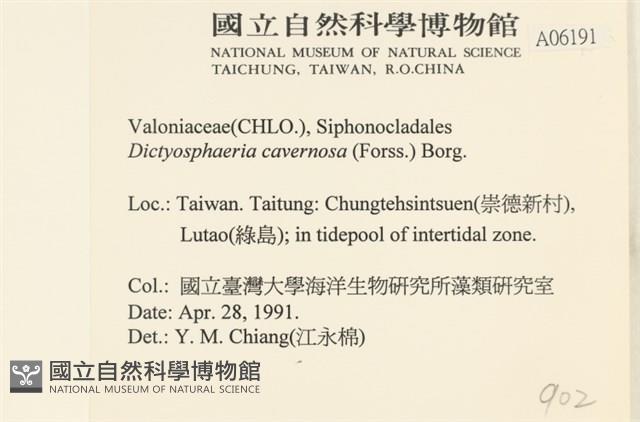 國立自然科學博物館
NATIONAL MUSEUM OF NATURAL SCIENCE
TAICHUNG, TAIWAN, R.O.CHINA
A06191
Valoniaceae(CHLO.), Siphonocladales
Dictyosphaeria cavernosa (Forss.) Borg.
Loc.: Taiwan. Taitung: Chungtehsintsuen(崇德新村),
Lutao(綠島); in tidepool of intertidal zone.
Col.: 國立臺灣大學海洋生物研究所藻類研究室
Date: Apr. 28, 1991.
Det.: Y. M. Chiang(江永棉)
國立自然科學博物館
NATIONAL MUSEUM OF NATURAL SCIENCE
902